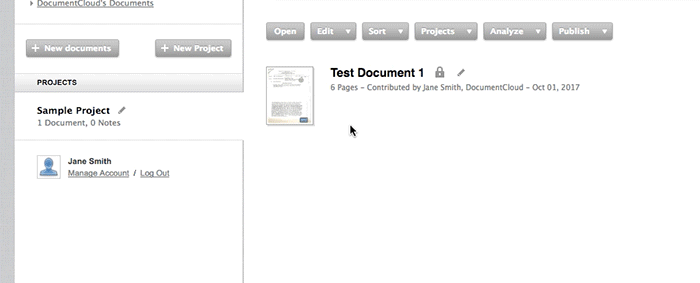 DocumentCloud's Documents
+ New documents
+ New Project
PROJECTS
Sample Project
1 Document, 0 Notes
Jane Smith
Manage Account / Log Out
Open Edit Sort Projects Analyze Publish
Test Document 1
6 Pages – Contributed by Jane Smith, DocumentCloud – Oct 01, 2017